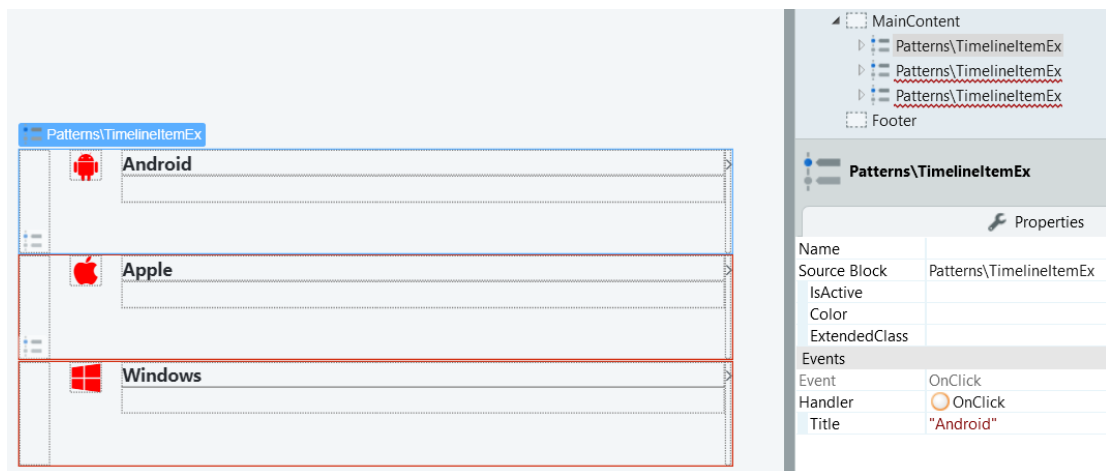 Patterns\TimelineItemEx
Android
Apple
Windows
MainContent
Patterns\TimelineItemEx
Patterns\TimelineItemEx
Patterns\TimelineItemEx
Footer
Patterns\TimelineItemEx
Properties
Name
Source Block Patterns\TimelineItemEx
IsActive
Color
ExtendedClass
Events
Event OnClick
Handler OnClick
Title "Android"